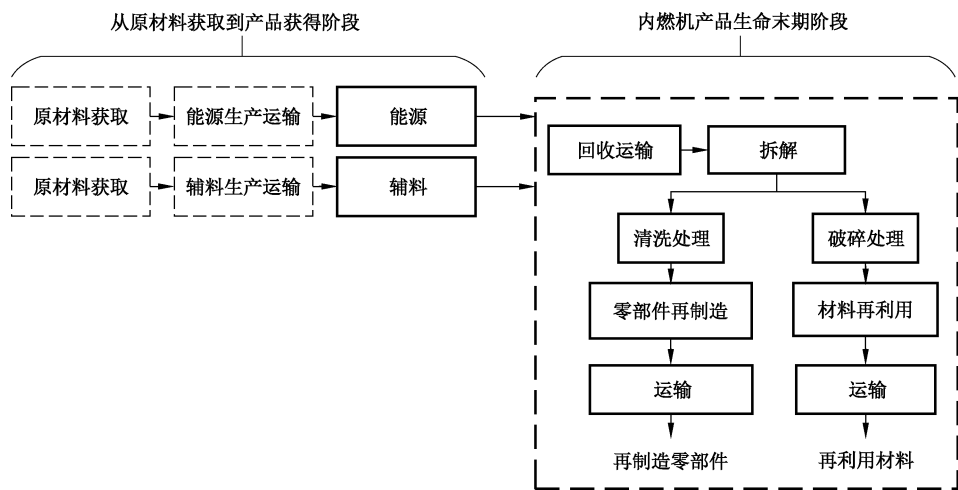 从原材料获取到产品获得阶段
内燃机产品生命末期阶段
原材料获取
能源生产运输
能源
原材料获取
辅料生产运输
辅料
回收运输
拆解
清洗处理
破碎处理
零部件再制造
材料再利用
运输
运输
再制造零部件
再利用材料